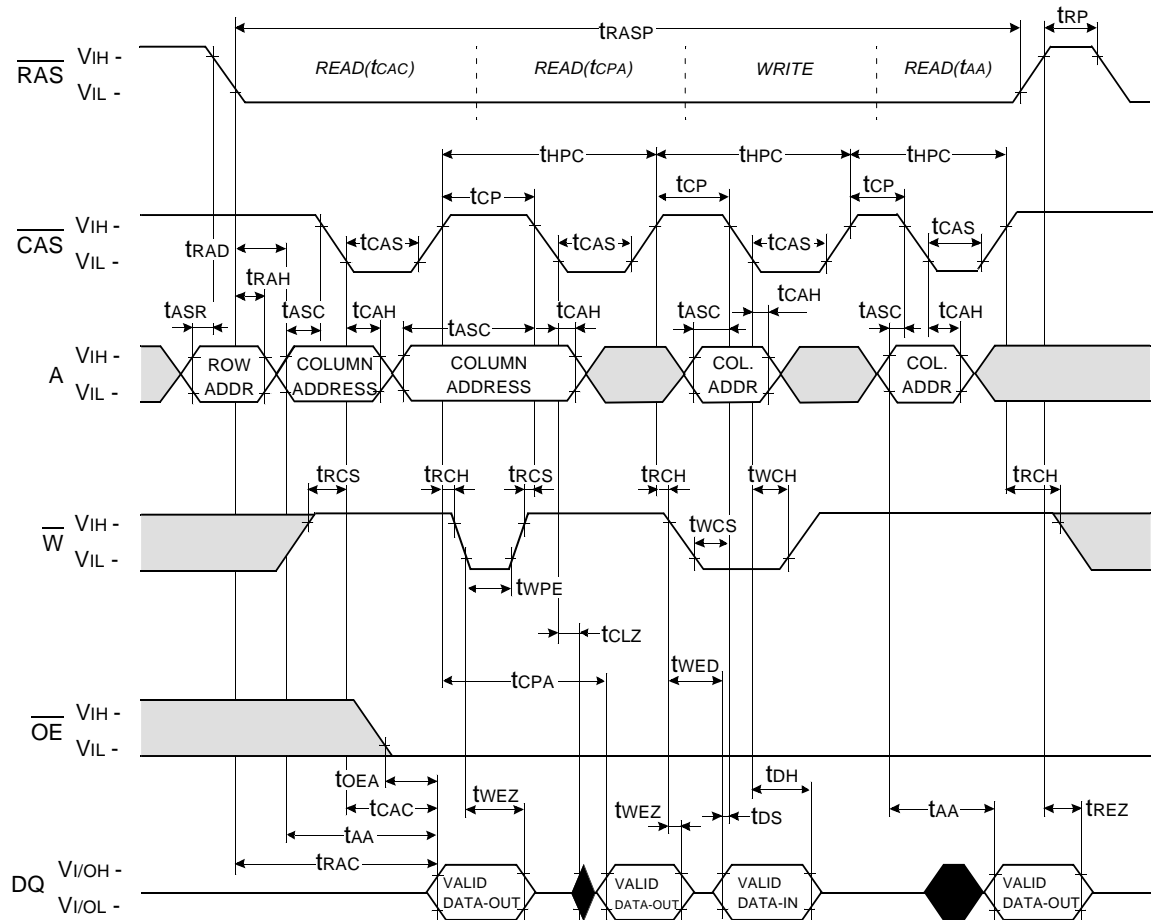 tRASP
tRP
RAS
VIH -
VIL -
READ(tCAC)
READ(tCPA)
WRITE
READ(tAA)
tHPC
tHPC
tHPC
tCP
tCP
tCP
CAS
VIH -
VIL -
tCAS
tCAS
tCAS
tCAS
tRAD
tRAH
tASR
tASC
tCAH
tASC
tCAH
tASC
tCAH
tASC
tCAH
A
VIH -
VIL -
ROW
ADDR
COLUMN
ADDRESS
COLUMN
ADDRESS
COL.
ADDR
COL.
ADDR
tRCS
tRCH
tRCS
tRCH
tWCH
tRCH
W
VIH -
VIL -
tWCS
tWPE
tCLZ
tCPA
tWED
OE
VIH -
VIL -
tOEA
tCAC
tAA
tRAC
tWEZ
tWEZ
tDH
tDS
tAA
tREZ
DQ
VI/OH -
VI/OL -
VALID
DATA-OUT
VALID
DATA-OUT
VALID
DATA-IN
VALID
DATA-OUT